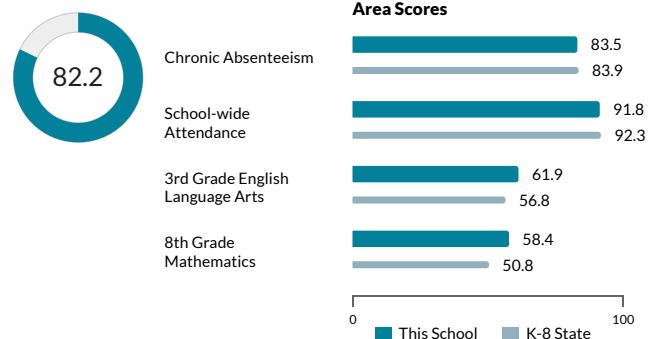 Area Scores
82.2
Chronic Absenteeism
83.5
83.9
School-wide
Attendance
91.8
92.3
3rd Grade English
Language Arts
61.9
56.8
8th Grade
Mathematics
58.4
50.8
0
100
This School
K-8 State